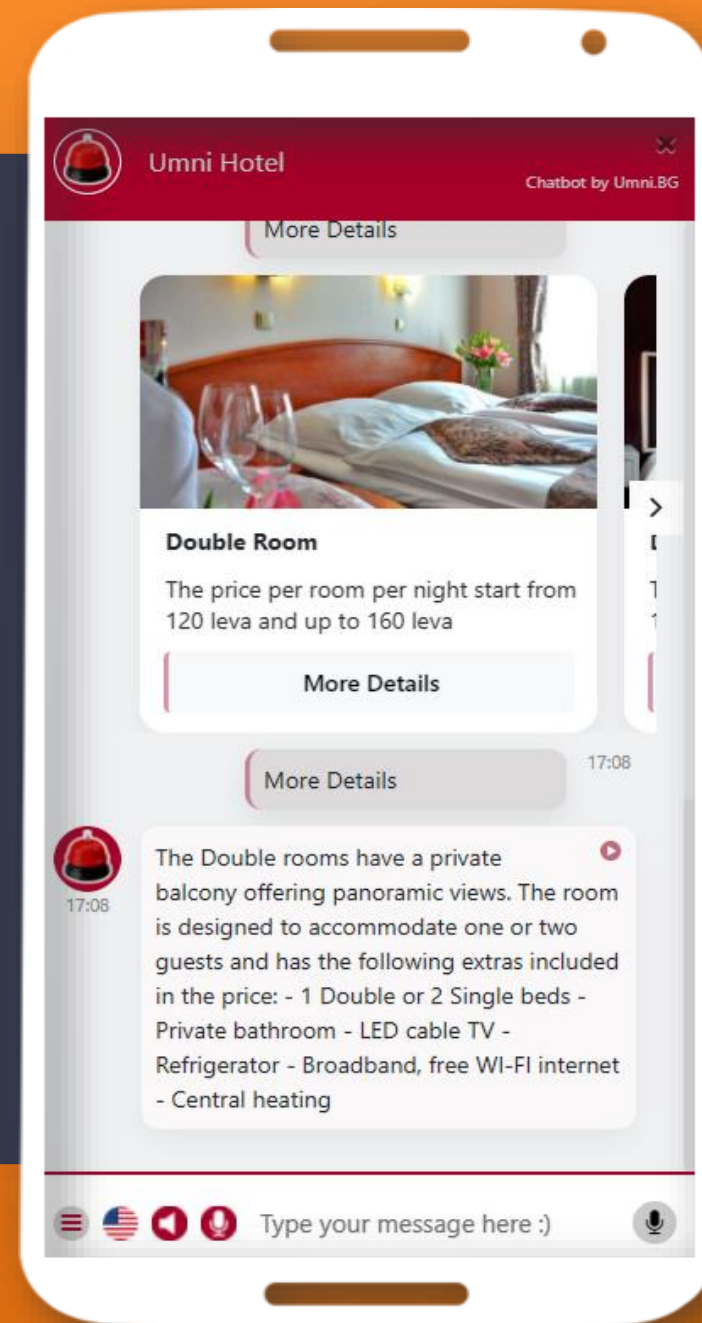 Umni Hotel
Chatbot by Umni.BG
More Details
Double Room
The price per room per night start from
120 leva and up to 160 leva
More Details
17:08
More Details
17:08
The Double rooms have a private
balcony offering panoramic views. The room
is designed to accommodate one or two
guests and has the following extras included
in the price: - 1 Double or 2 Single beds -
Private bathroom - LED cable TV -
Refrigerator - Broadband, free WI-FI internet
- Central heating
Type your message here :)